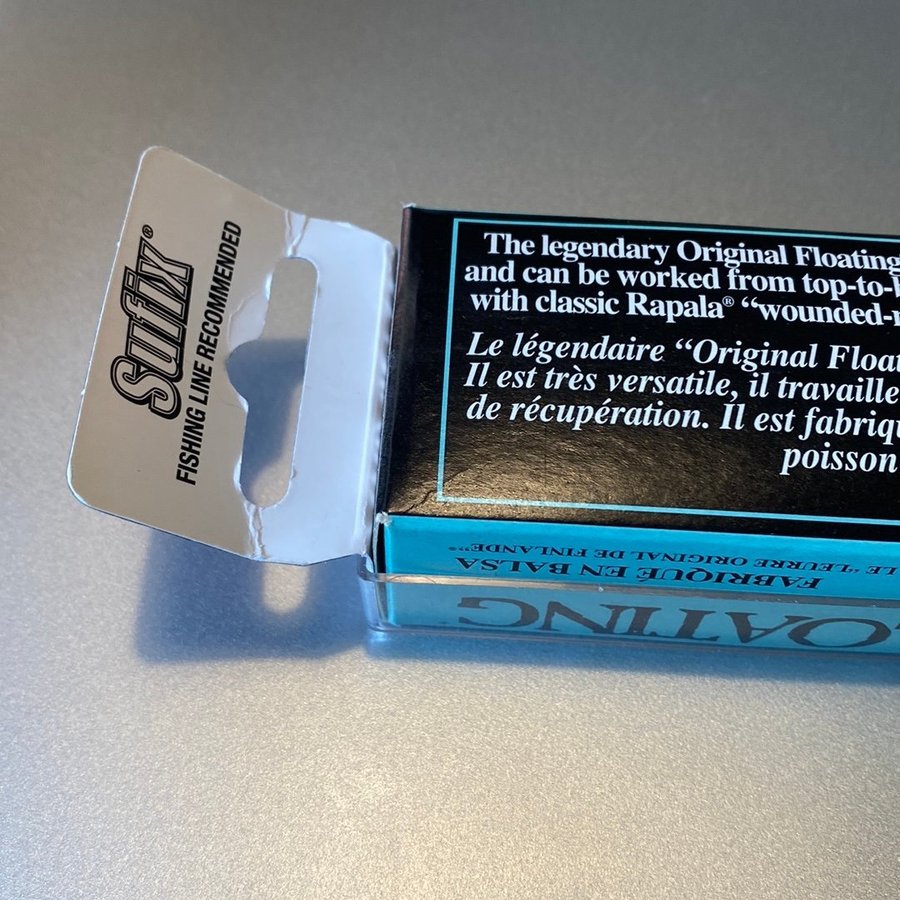 Sufix®
FISHING LINE RECOMMENDED
The legendary Original Floating
and can be worked from top-to-
with classic Rapala® “wounded-
Le légendaire “Original Float
Il est très versatile, il travaille
de récupération. Il est fabriqu
poisson
LE “LEURRE ORIGINAL DE FINLANDE”®
FABRIQUÉ EN BALSA
OATING